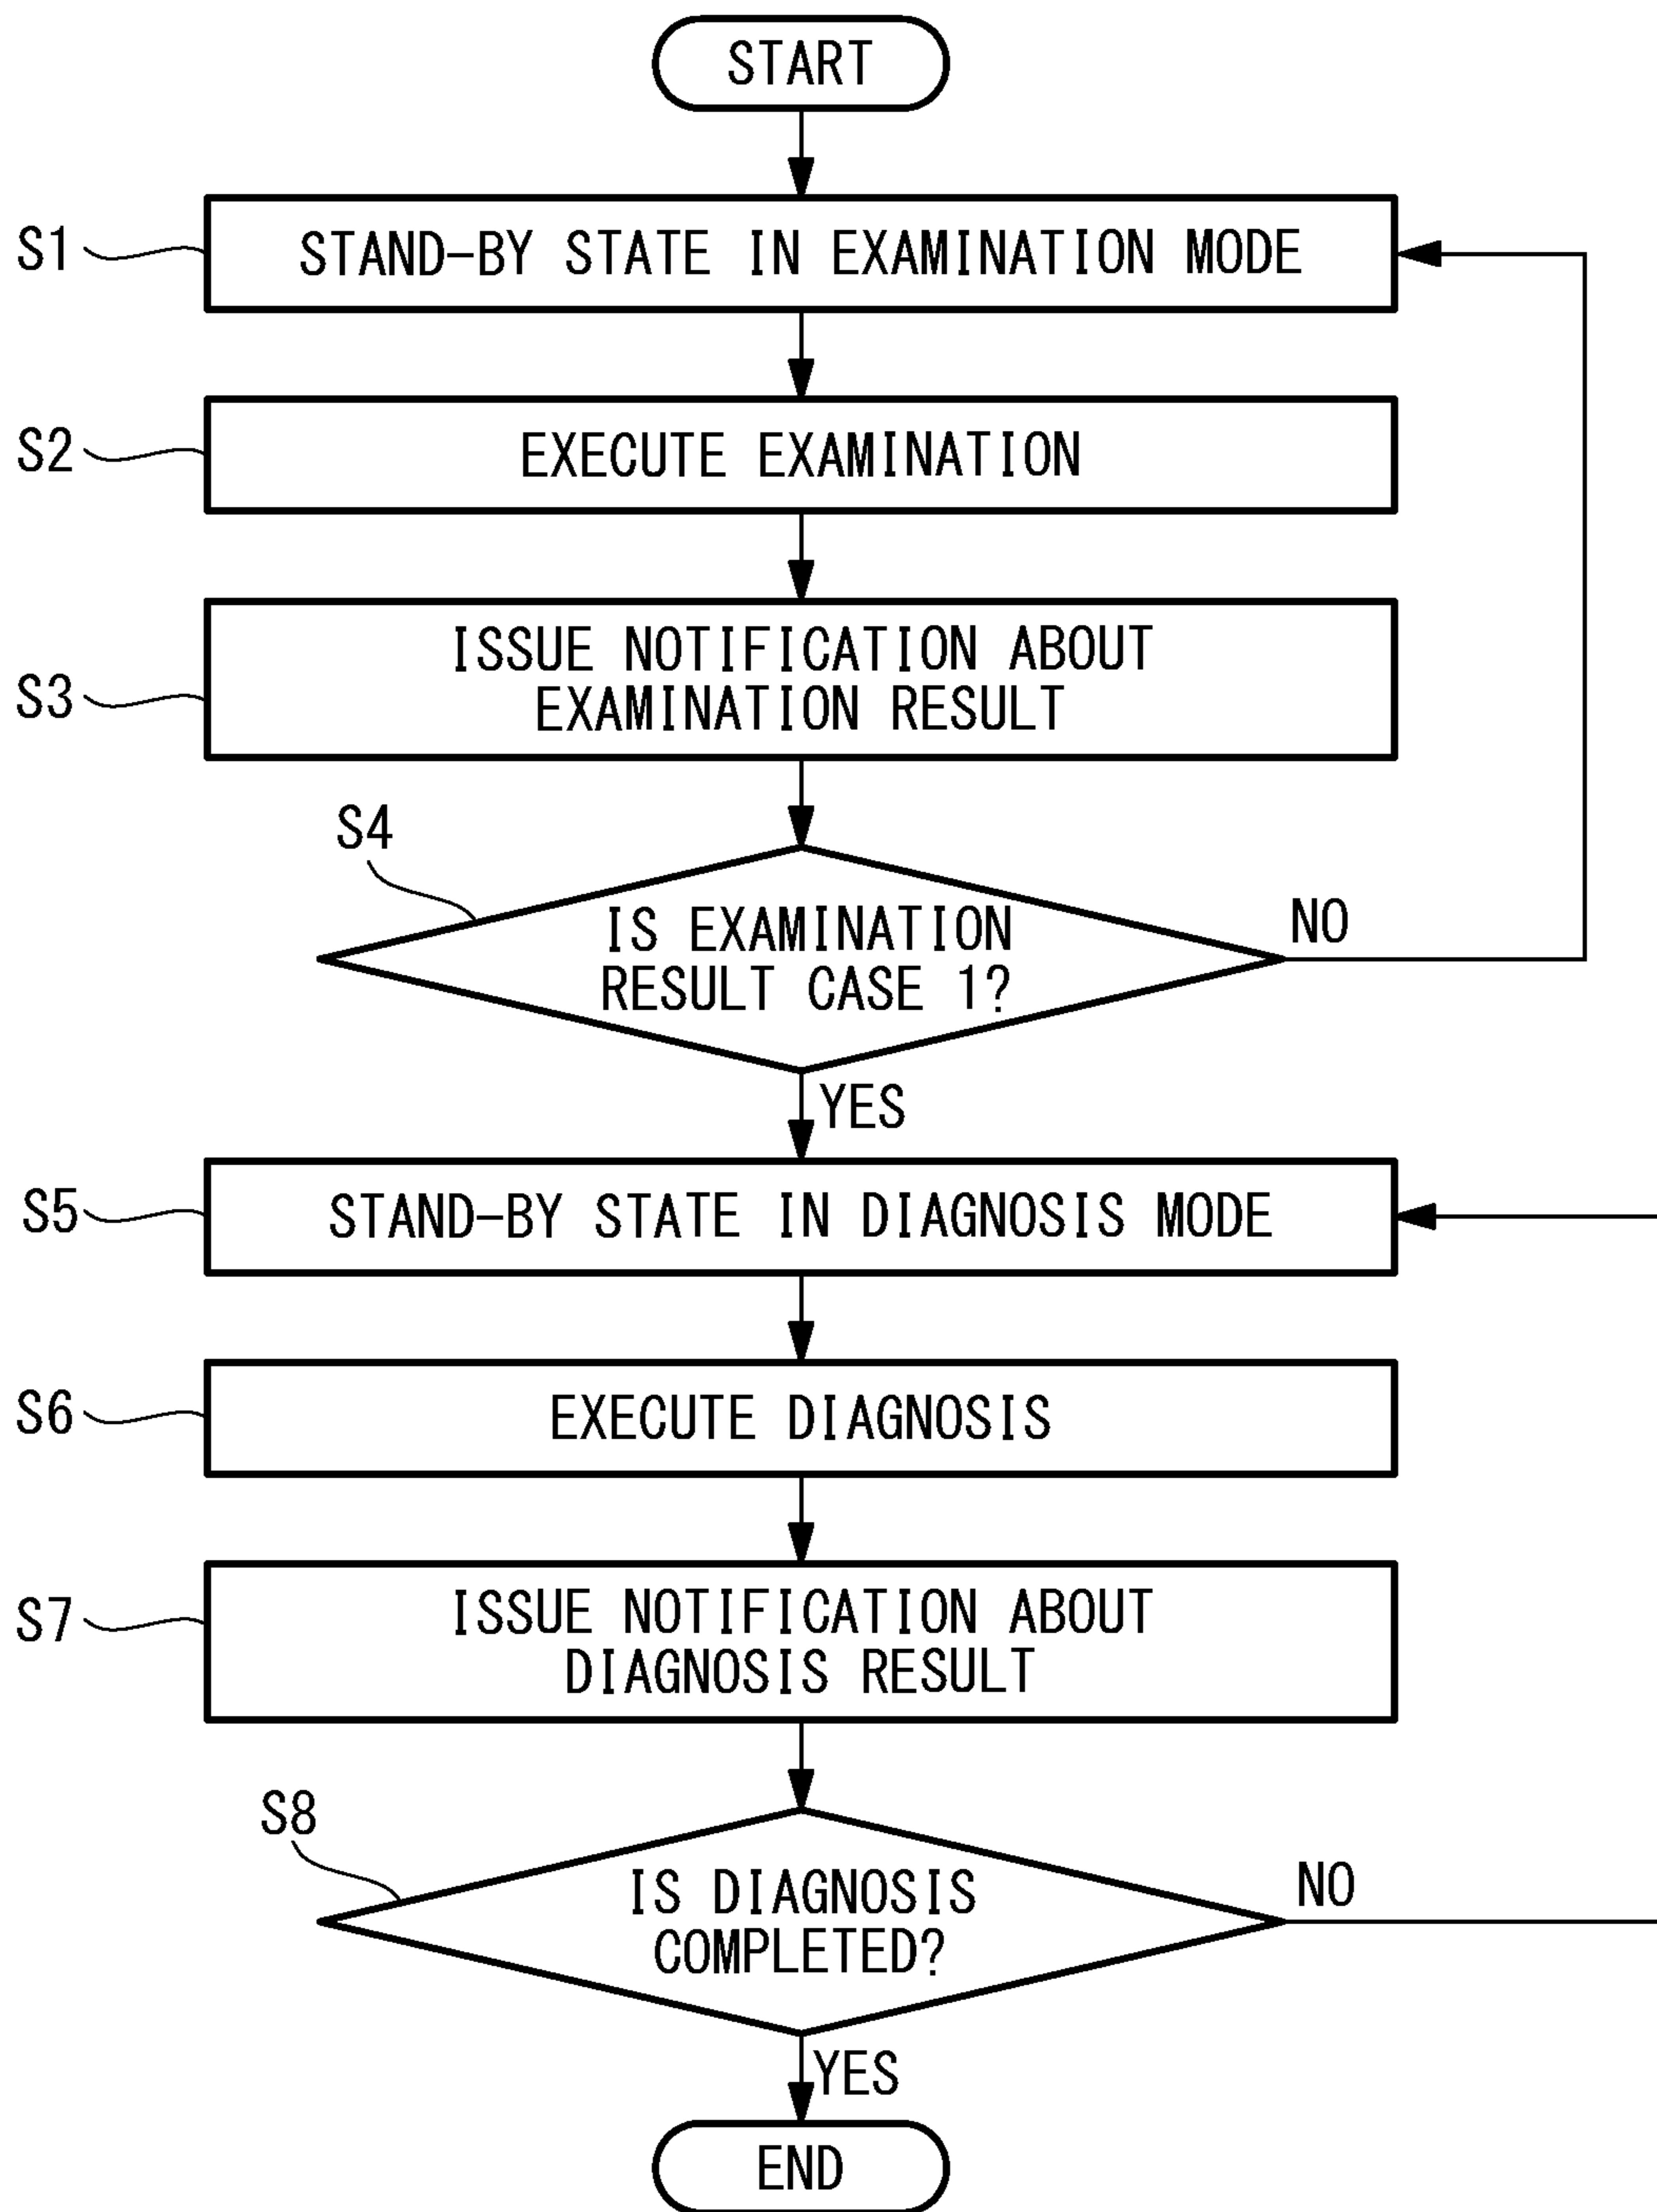 START
S1
STAND-BY STATE IN EXAMINATION MODE
S2
EXECUTE EXAMINATION
S3
ISSUE NOTIFICATION ABOUT
EXAMINATION RESULT
S4
IS EXAMINATION
RESULT CASE 1?
NO
YES
S5
STAND-BY STATE IN DIAGNOSIS MODE
S6
EXECUTE DIAGNOSIS
S7
ISSUE NOTIFICATION ABOUT
DIAGNOSIS RESULT
S8
IS DIAGNOSIS
COMPLETED?
NO
YES
END